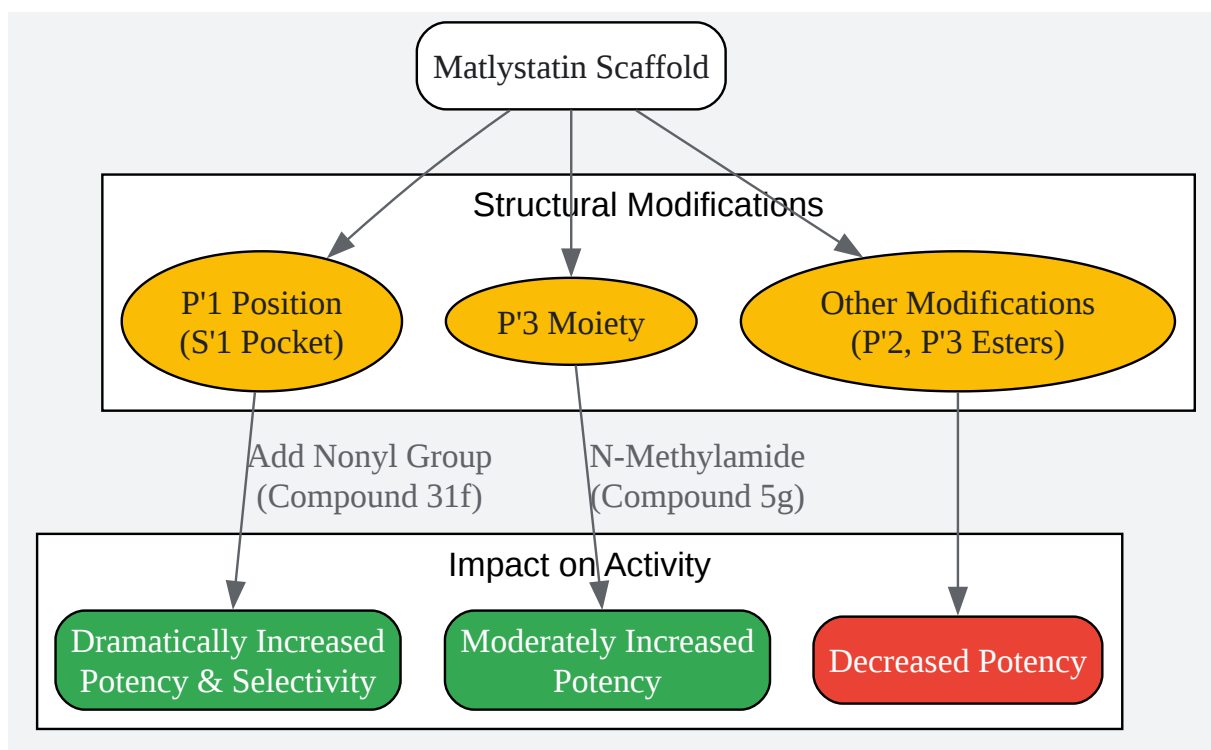 Matlystatin Scaffold
Structural Modifications
P'1 Position
(S'1 Pocket)
P'3 Moiety
Other Modifications
(P'2, P'3 Esters)
Add Nonyl Group
(Compound 31f)
N-Methylamide
(Compound 5g)
Impact on Activity
Dramatically Increased
Potency & Selectivity
Moderately Increased
Potency
Decreased Potency